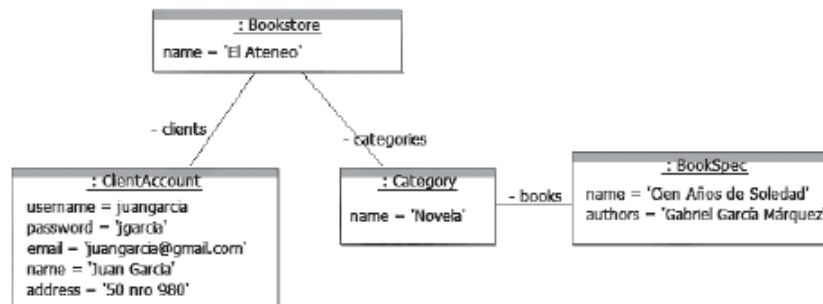 : Bookstore
name = 'El Ateneo'
- clients
- categories
: ClientAccount
username = juangarcia
password = 'jgarcia'
email = 'juangarcia@gmail.com'
name = 'Juan García'
address = '50 nro 980'
: Category
name = 'Novela'
- books
: BookSpec
name = 'Cien Años de Soledad'
authors = 'Gabriel García Márquez'